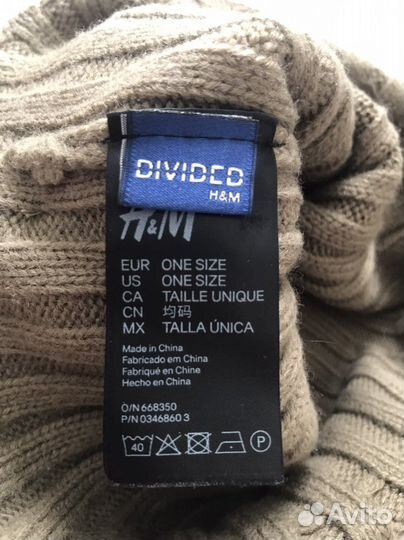 DIVIDED
H&M
H&M
EUR ONE SIZE
US ONE SIZE
CA TAILLE UNIQUE
CN 均码
MX TALLA ÚNICA
Made in China
Fabricado em China
Fabriqué en Chine
Hecho en China
O/N 668350
P/N 0346860 3
40 P
Avito